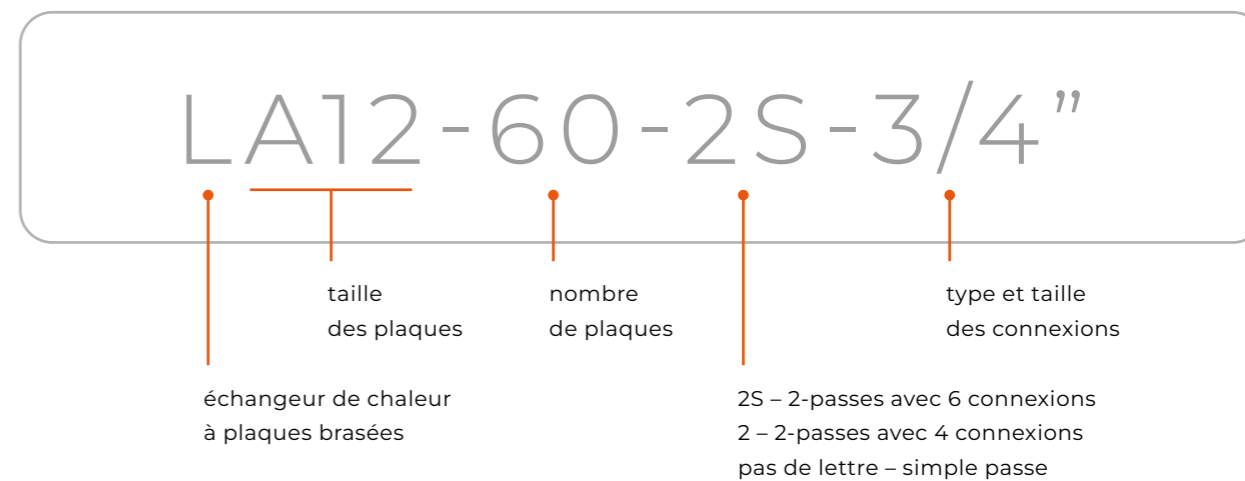 LA12-60-2S-3/4”
taille
des plaques
nombre
de plaques
type et taille
des connexions
échangeur de chaleur
à plaques brasées
2S – 2-passes avec 6 connexions
2 – 2-passes avec 4 connexions
pas de lettre – simple passe